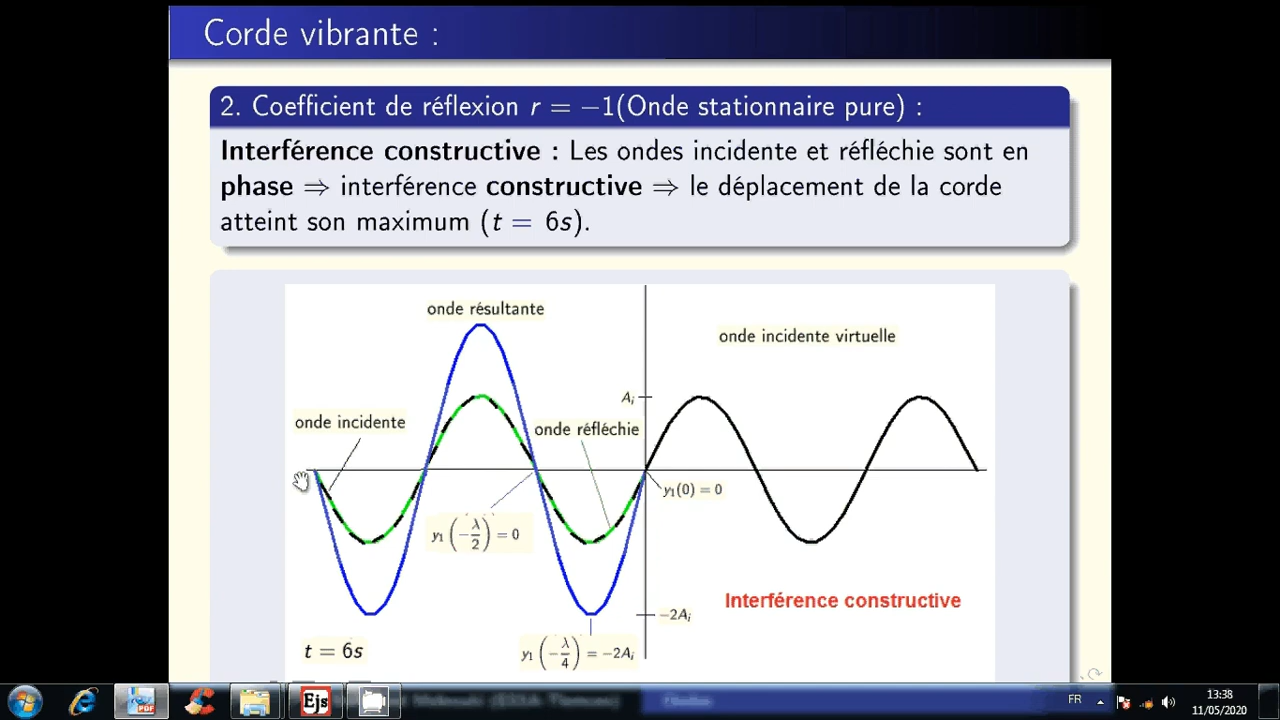 Corde vibrante :
2. Coefficient de réflexion r = −1(Onde stationnaire pure) :
Interférence constructive : Les ondes incidente et réfléchie sont en
phase ⇒ interférence constructive ⇒ le déplacement de la corde
atteint son maximum (t = 6s).
onde résultante
onde incidente virtuelle
Aᵢ
onde incidente
onde réfléchie
y₁(0) = 0
y₁(−λ/2) = 0
Interférence constructive
−2Aᵢ
t = 6s
y₁(−λ/4) = −2Aᵢ
PDF
Ejs
FR
13:38
11/05/2020